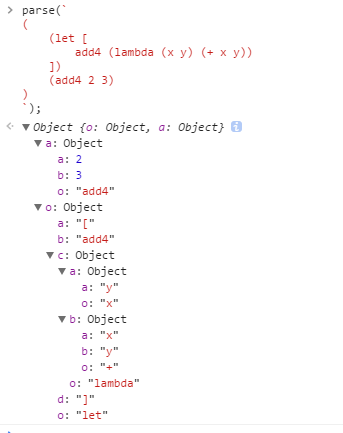 > parse(`
(
(let [
add4 (lambda (x y) (+ x y))
])
(add4 2 3)
)
`);
Object {o: Object, a: Object} i
a: Object
a: 2
b: 3
o: "add4"
o: Object
a: "["
b: "add4"
c: Object
a: Object
a: "y"
o: "x"
b: Object
a: "x"
b: "y"
o: "+"
o: "lambda"
d: "]"
o: "let"